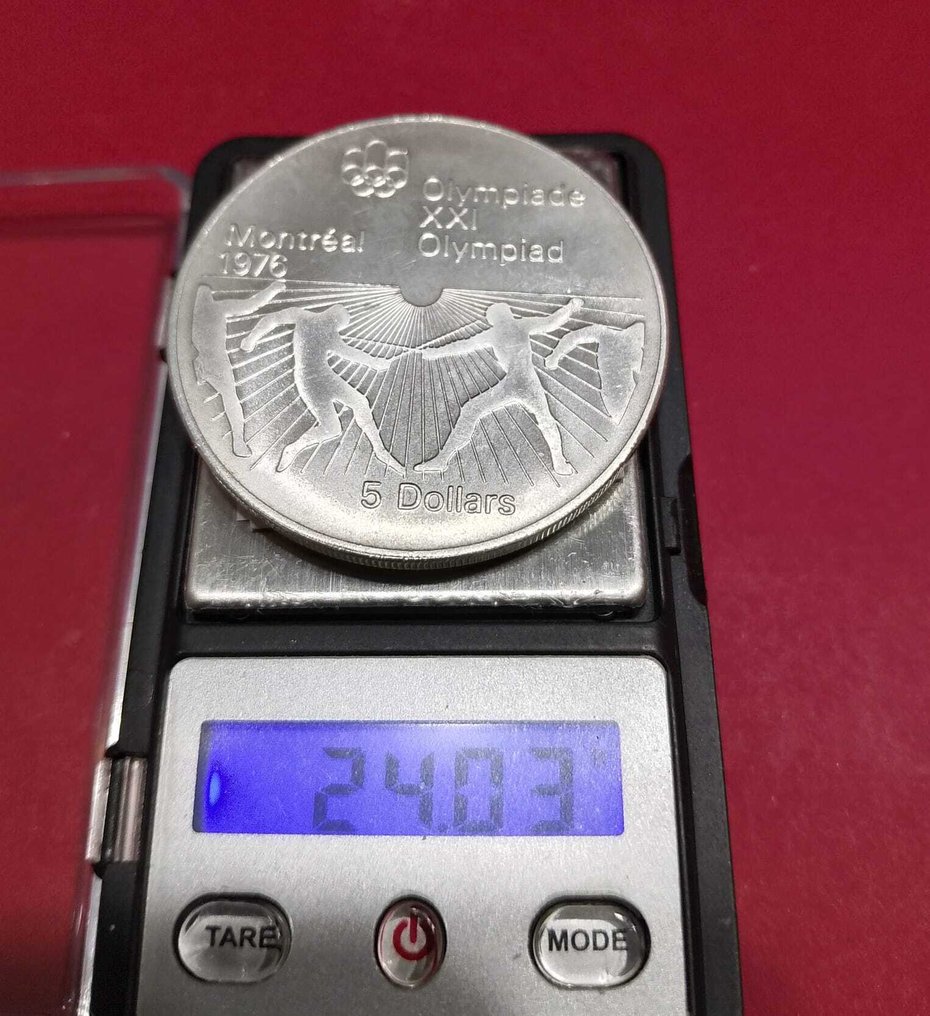 Olympiade
XXI
Olympiad
Montréal
1976
5 Dollars
24.03
TARE
MODE